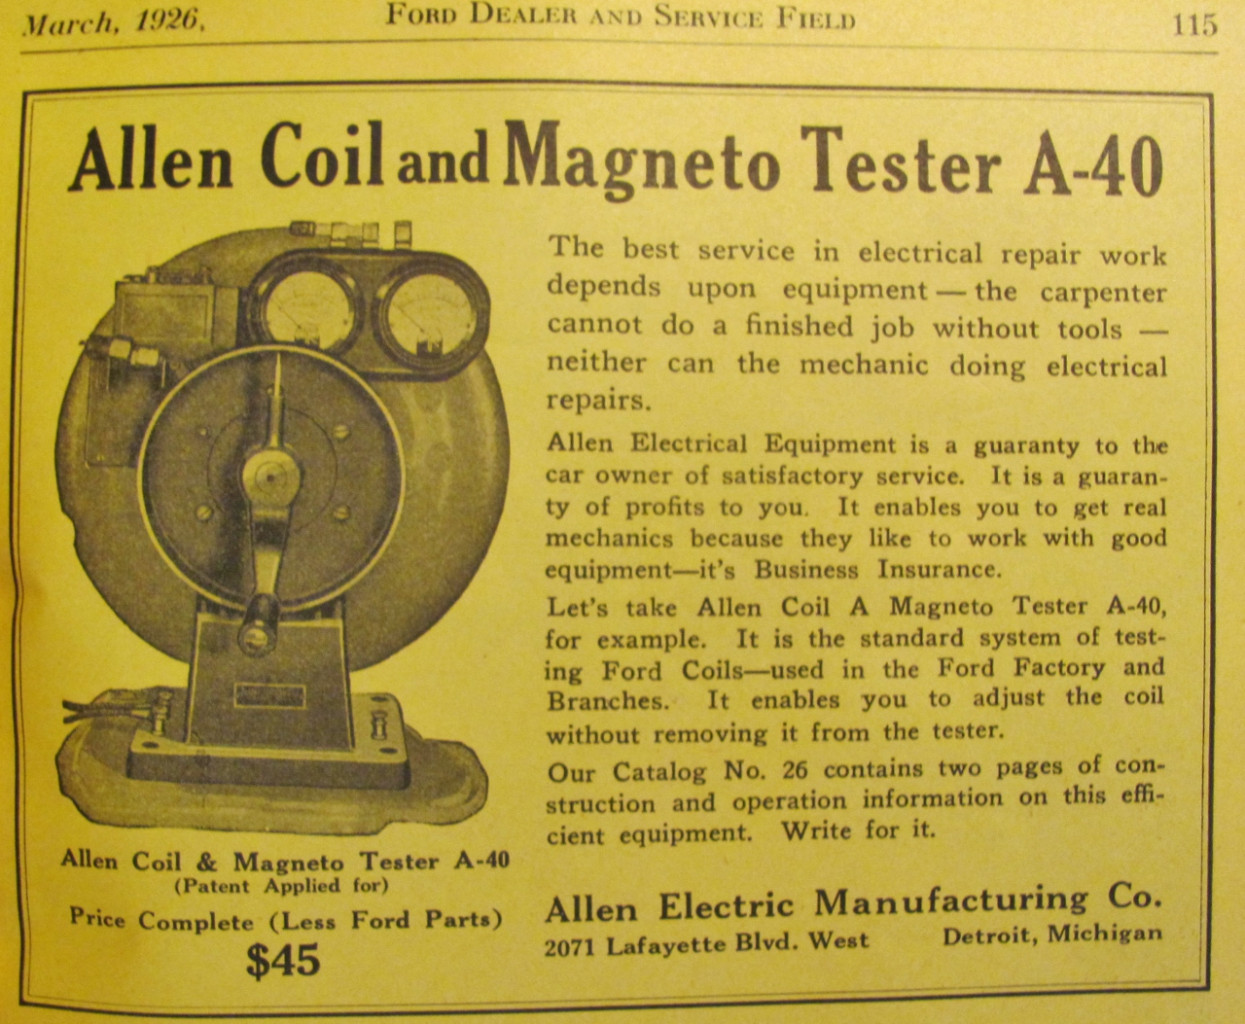 March, 1926,
FORD DEALER AND SERVICE FIELD
115
Allen Coil and Magneto Tester A-40
The best service in electrical repair work
depends upon equipment — the carpenter
cannot do a finished job without tools —
neither can the mechanic doing electrical
repairs.
Allen Electrical Equipment is a guaranty to the
car owner of satisfactory service. It is a guaran-
ty of profits to you. It enables you to get real
mechanics because they like to work with good
equipment—it's Business Insurance.
Let's take Allen Coil A Magneto Tester A-40,
for example. It is the standard system of test-
ing Ford Coils—used in the Ford Factory and
Branches. It enables you to adjust the coil
without removing it from the tester.
Our Catalog No. 26 contains two pages of con-
struction and operation information on this effi-
cient equipment. Write for it.
Allen Coil & Magneto Tester A-40
(Patent Applied for)
Price Complete (Less Ford Parts)
$45
Allen Electric Manufacturing Co.
2071 Lafayette Blvd. West Detroit, Michigan